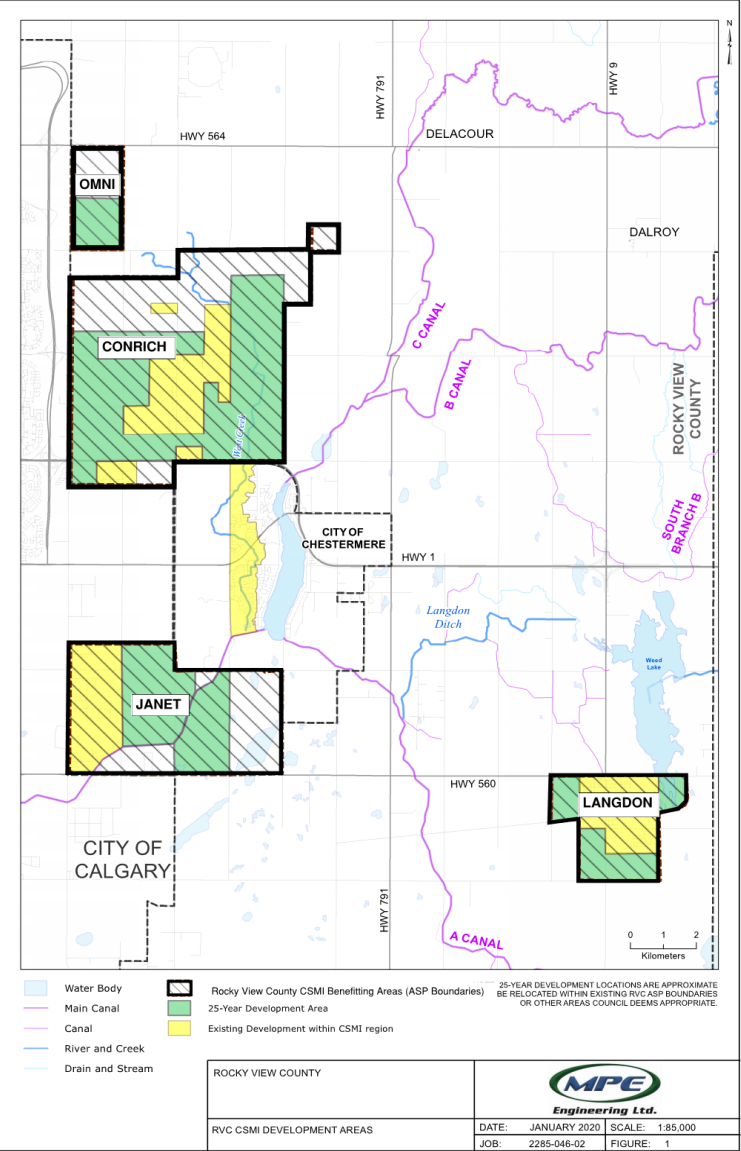 N
HWY 791
HWY 9
HWY 564
DELACOUR
OMNI
DALROY
C CANAL
CONRICH
B CANAL
ROCKY VIEW
COUNTY
West Creek
SOUTH
BRANCH B
CITY OF
CHESTERMERE
HWY 1
Langdon
Ditch
Weed
Lake
JANET
HWY 560
LANGDON
CITY OF
CALGARY
HWY 791
A CANAL
0 1 2
Kilometers
Water Body
Main Canal
Canal
River and Creek
Drain and Stream
Rocky View County CSMI Benefitting Areas (ASP Boundaries)
25-Year Development Area
Existing Development within CSMI region
25-YEAR DEVELOPMENT LOCATIONS ARE APPROXIMATE
BE RELOCATED WITHIN EXISTING RVC ASP BOUNDARIES
OR OTHER AREAS COUNCIL DEEMS APPROPRIATE.
ROCKY VIEW COUNTY
RVC CSMI DEVELOPMENT AREAS
MPE
Engineering Ltd.
DATE: JANUARY 2020 SCALE: 1:85,000
JOB: 2285-046-02 FIGURE: 1